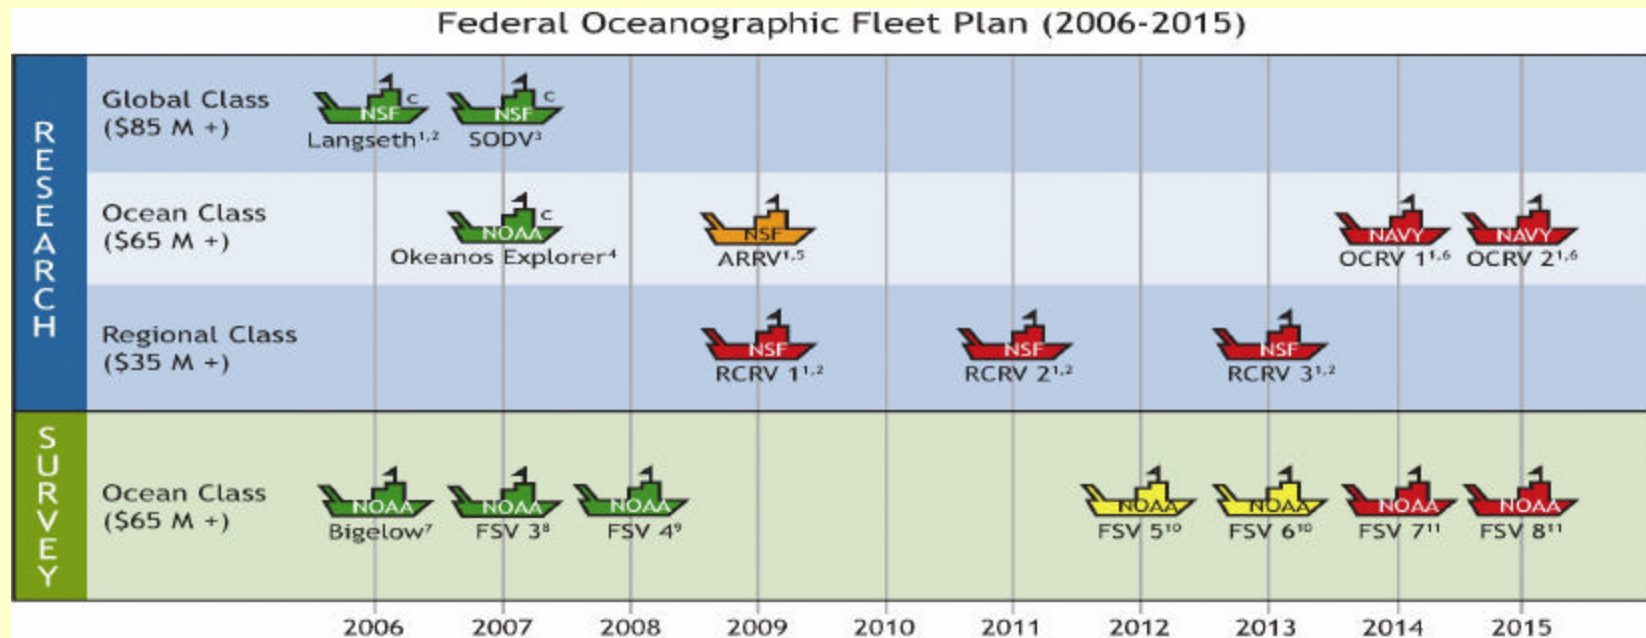 Federal Oceanographic Fleet Plan (2006-2015)
RESEARCH
Global Class
($85 M +)
NSF C
Langseth¹,²
NSF C
SODV³
Ocean Class
($65 M +)
NOAA C
Okeanos Explorer⁴
NSF
ARRV¹,⁵
NAVY
OCRV 1¹,⁶
NAVY
OCRV 2¹,⁶
Regional Class
($35 M +)
NSF
RCRV 1¹,²
NSF
RCRV 2¹,²
NSF
RCRV 3¹,²
SURVEY
Ocean Class
($65 M +)
NOAA
Bigelow⁷
NOAA
FSV 3⁸
NOAA
FSV 4⁹
NOAA
FSV 5¹⁰
NOAA
FSV 6¹⁰
NOAA
FSV 7¹¹
NOAA
FSV 8¹¹
2006 2007 2008 2009 2010 2011 2012 2013 2014 2015